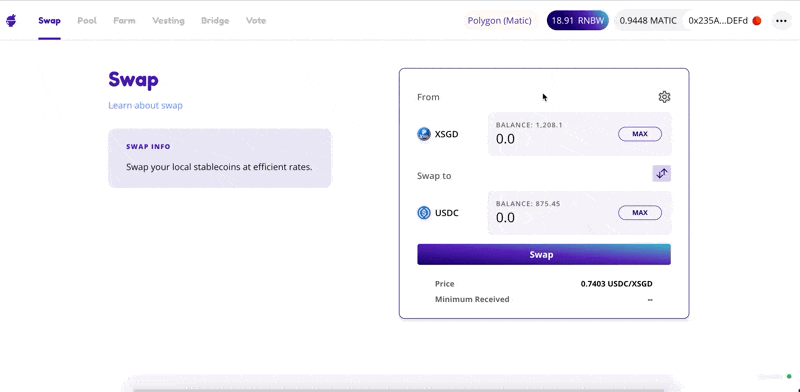 Swap Pool Farm Vesting Bridge Vote Polygon (Matic) 18.91 RNBW 0.9448 MATIC 0x235A...DEFd
Swap
Learn about swap
SWAP INFO
Swap your local stablecoins at efficient rates.
From
XSGD
BALANCE: 1,208.1
0.0
MAX
Swap to
USDC
BALANCE: 875.45
0.0
MAX
Swap
Price 0.7403 USDC/XSGD
Minimum Received --